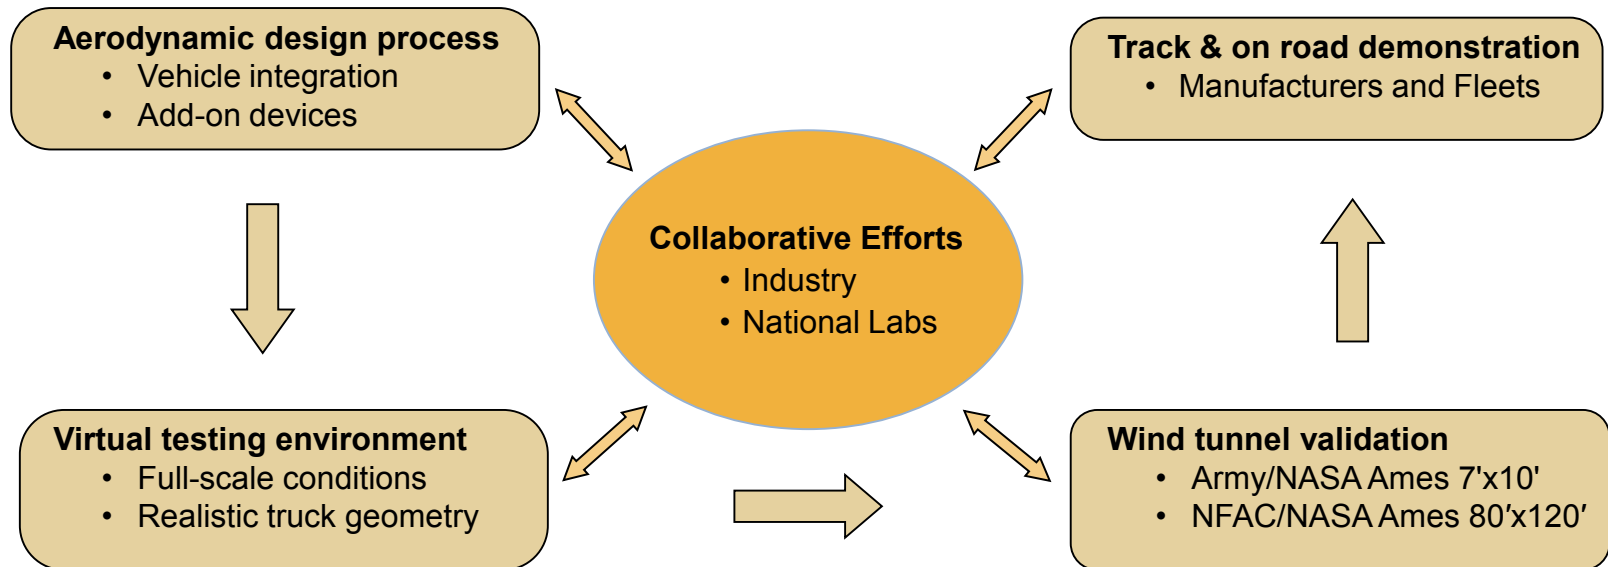 Aerodynamic design process
• Vehicle integration
• Add-on devices
Track & on road demonstration
• Manufacturers and Fleets
Collaborative Efforts
• Industry
• National Labs
Virtual testing environment
• Full-scale conditions
• Realistic truck geometry
Wind tunnel validation
• Army/NASA Ames 7'x10'
• NFAC/NASA Ames 80′x120′